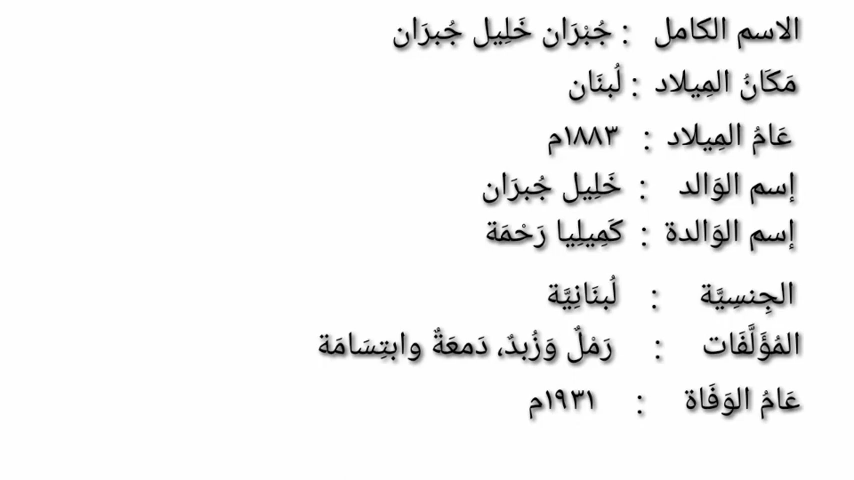 الاسم الكامل : جُبْرَان خَلِيل جُبرَان
مَكَانُ المِيلاد : لُبنَان
عَامُ المِيلاد : ١٨٨٣م
إسم الوَالد : خَلِيل جُبرَان
إسم الوَالدة : كَمِيلِيا رَحْمَة
الجِنسِيَّة : لُبنَانِيَّة
المُؤَلَّفَات : رَمْلٌ وَزُبدٌ، دَمعَةٌ وابتِسَامَة
عَامُ الوَفَاة : ١٩٣١م